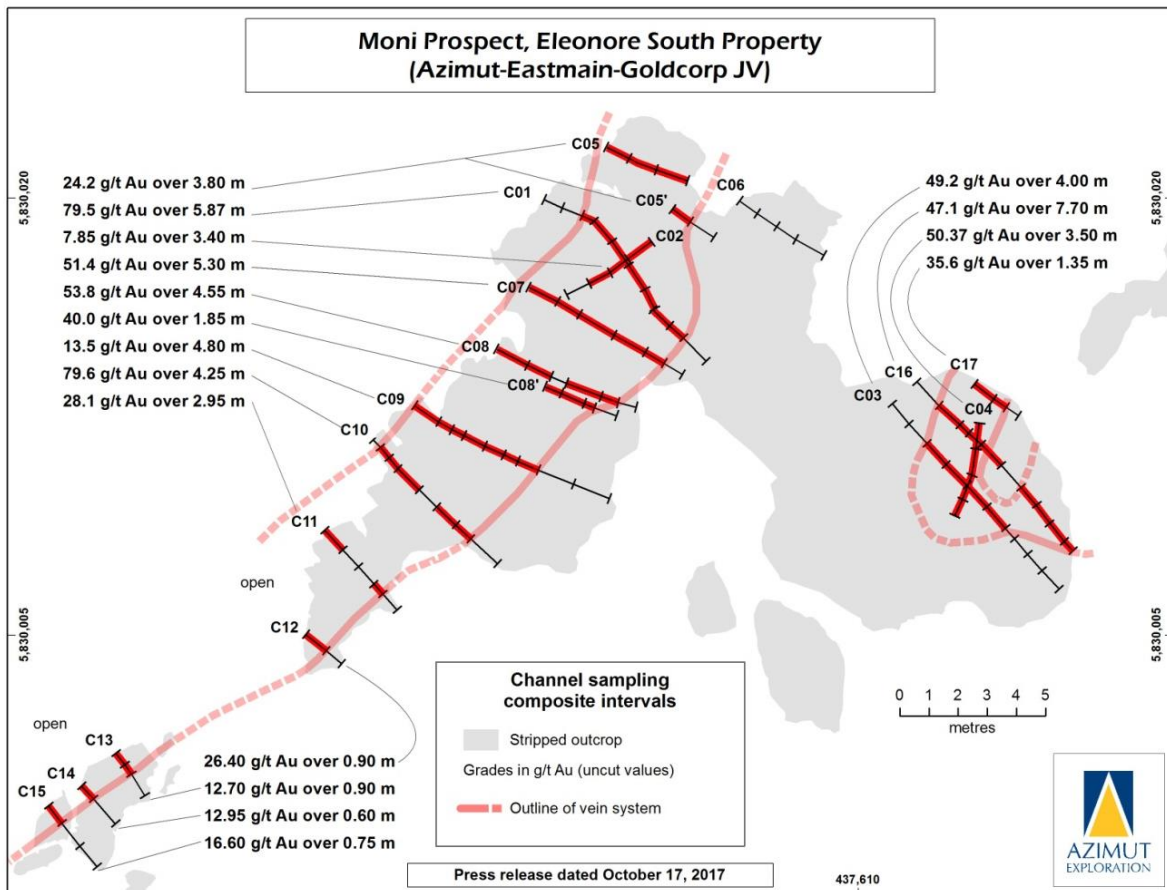 Moni Prospect, Eleonore South Property
(Azimut-Eastmain-Goldcorp JV)
5,830,020
5,830,020
24.2 g/t Au over 3.80 m
79.5 g/t Au over 5.87 m
7.85 g/t Au over 3.40 m
51.4 g/t Au over 5.30 m
53.8 g/t Au over 4.55 m
40.0 g/t Au over 1.85 m
13.5 g/t Au over 4.80 m
79.6 g/t Au over 4.25 m
28.1 g/t Au over 2.95 m
C05
C01
C05'
C06
C02
C07
C08
C08'
C09
C10
C11
open
C12
49.2 g/t Au over 4.00 m
47.1 g/t Au over 7.70 m
50.37 g/t Au over 3.50 m
35.6 g/t Au over 1.35 m
C17
C16
C03
C04
5,830,005
5,830,005
open
C13
C14
C15
26.40 g/t Au over 0.90 m
12.70 g/t Au over 0.90 m
12.95 g/t Au over 0.60 m
16.60 g/t Au over 0.75 m
Channel sampling
composite intervals
Stripped outcrop
Grades in g/t Au (uncut values)
Outline of vein system
0 1 2 3 4 5
metres
AZIMUT
EXPLORATION
Press release dated October 17, 2017
437,610